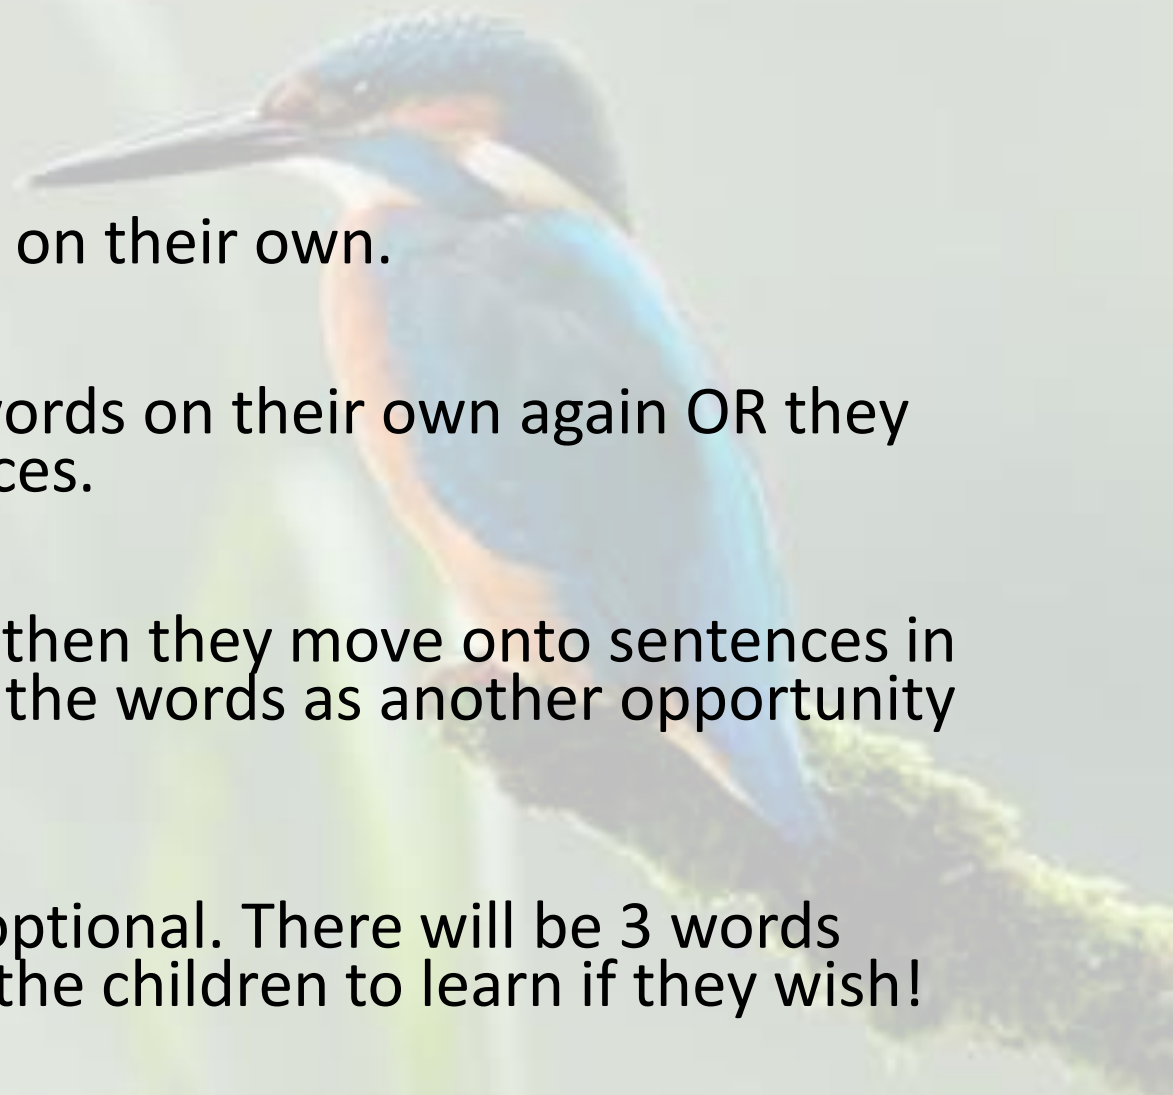 on their own.
words on their own again OR they
ces.
then they move onto sentences in
the words as another opportunity
optional. There will be 3 words
the children to learn if they wish!